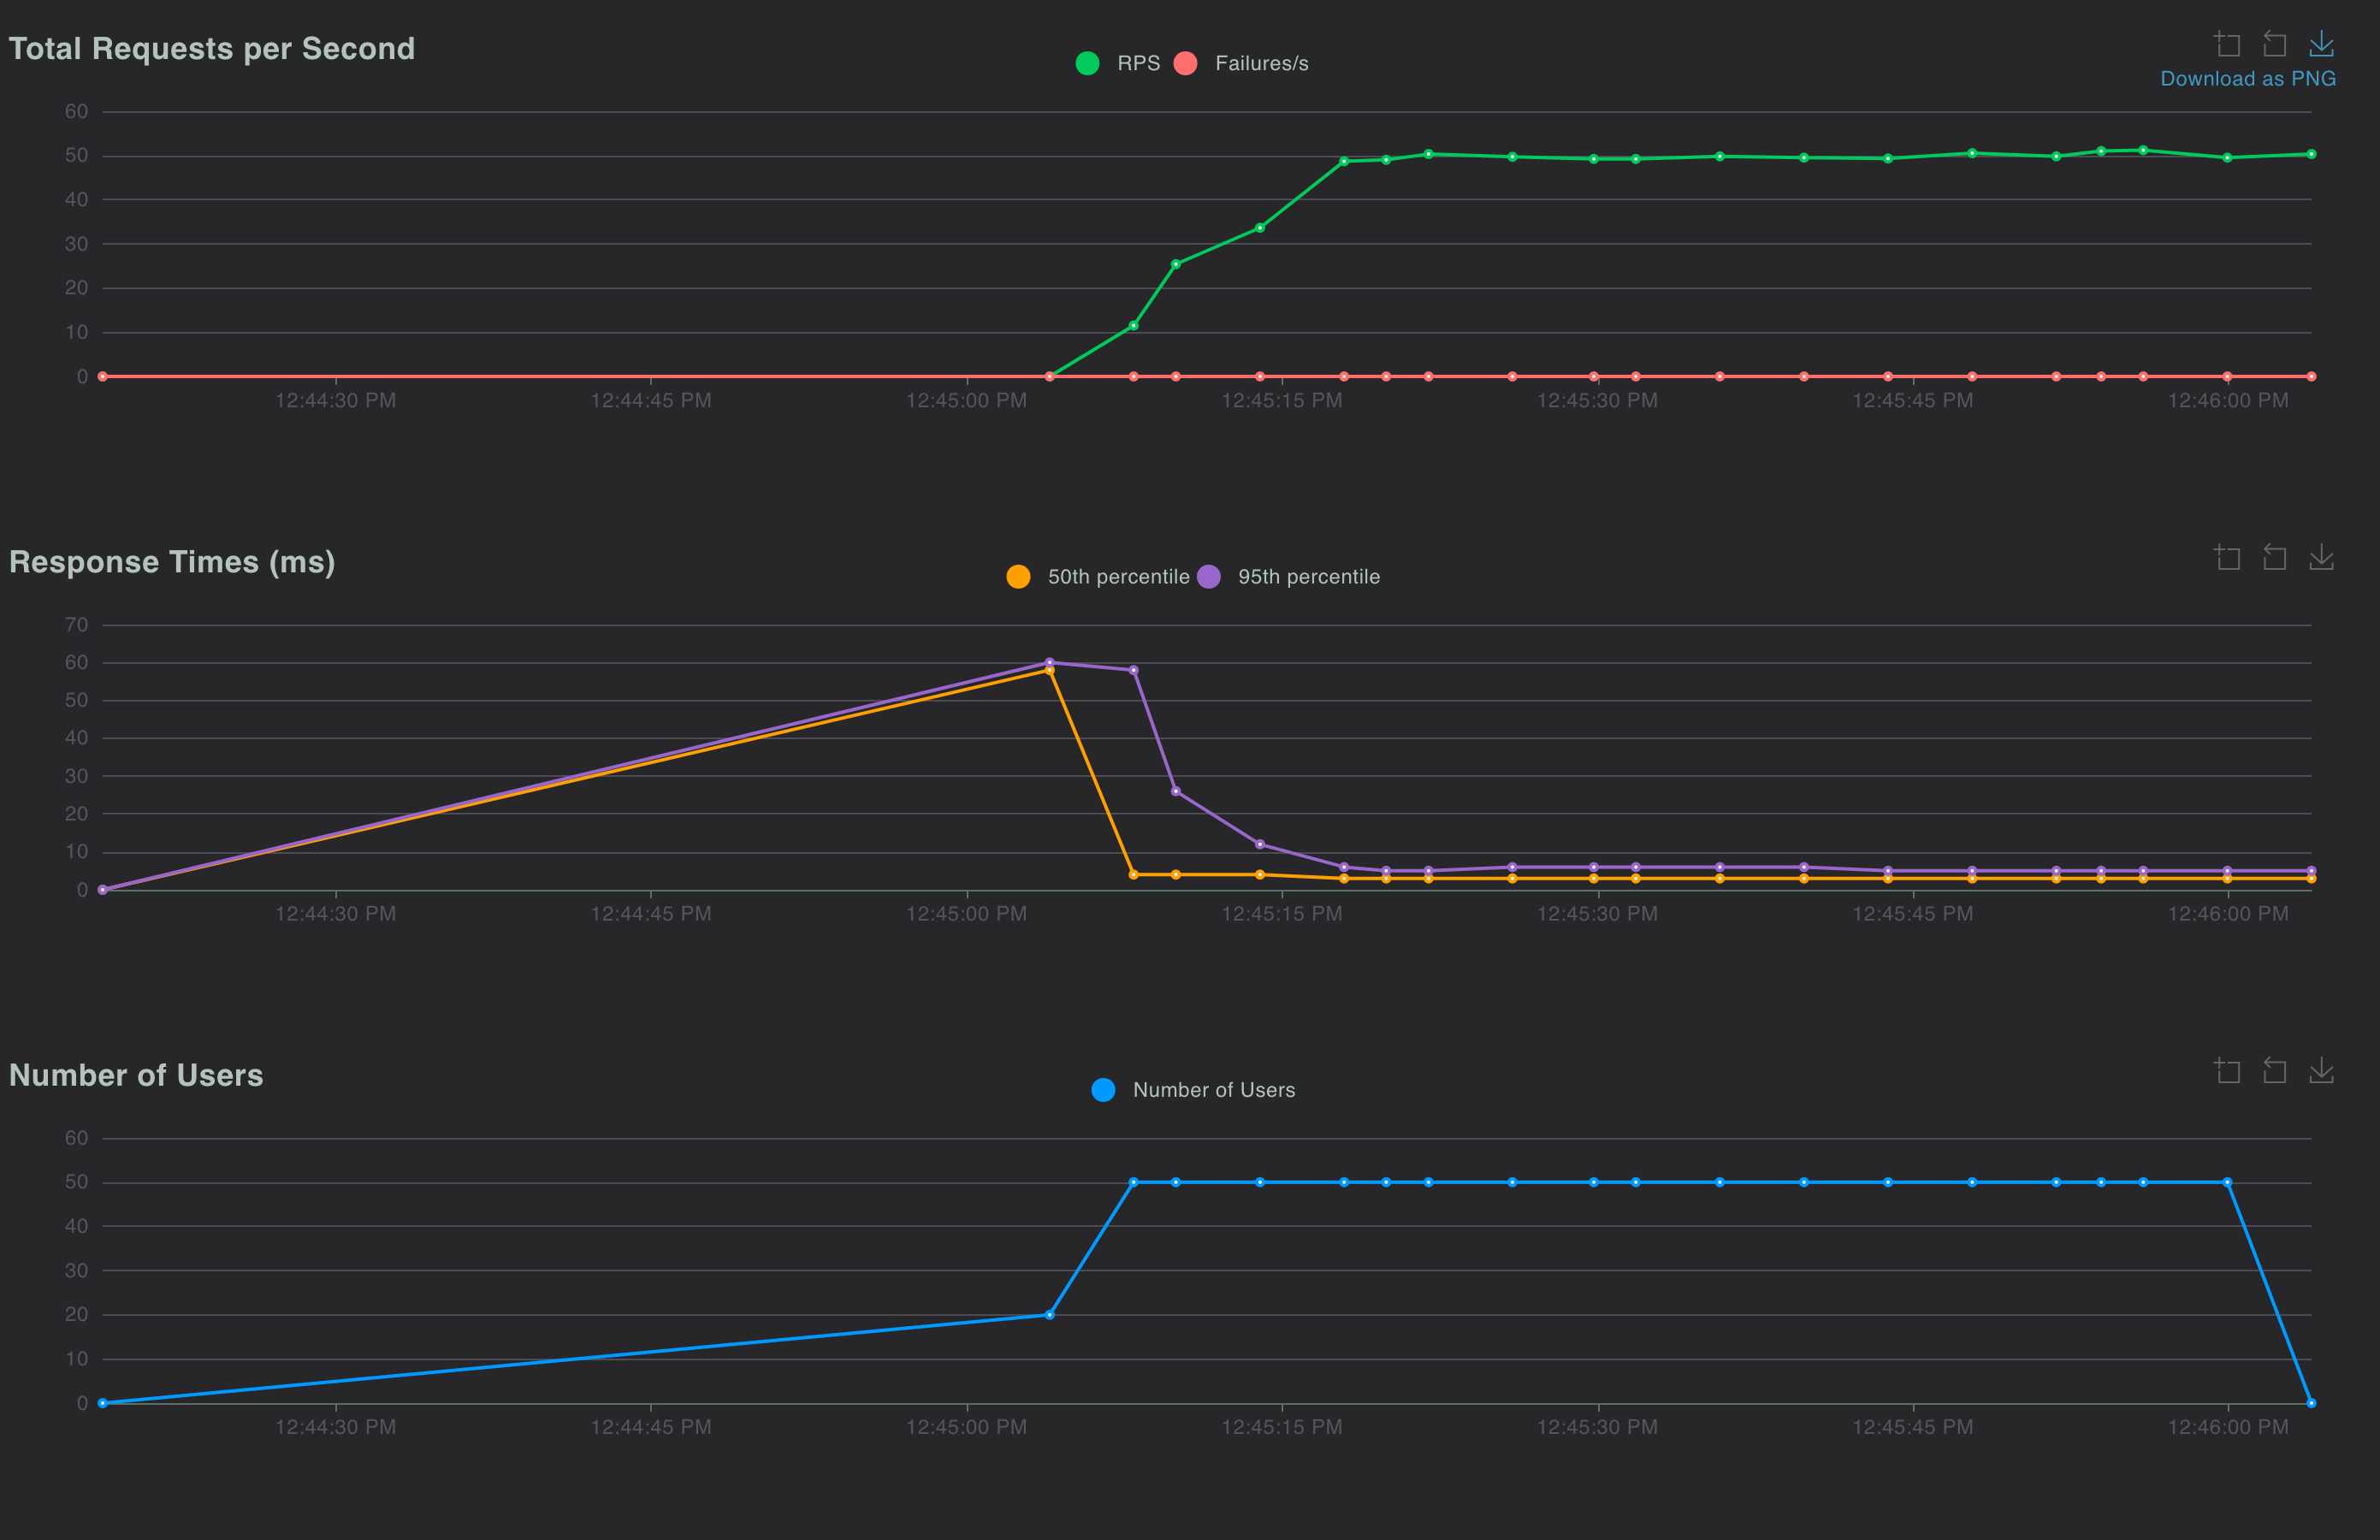 Total Requests per Second
RPS Failures/s
Download as PNG
60
50
40
30
20
10
0
12:44:30 PM 12:44:45 PM 12:45:00 PM 12:45:15 PM 12:45:30 PM 12:45:45 PM 12:46:00 PM
Response Times (ms)
50th percentile 95th percentile
70
60
50
40
30
20
10
0
12:44:30 PM 12:44:45 PM 12:45:00 PM 12:45:15 PM 12:45:30 PM 12:45:45 PM 12:46:00 PM
Number of Users
Number of Users
60
50
40
30
20
10
0
12:44:30 PM 12:44:45 PM 12:45:00 PM 12:45:15 PM 12:45:30 PM 12:45:45 PM 12:46:00 PM